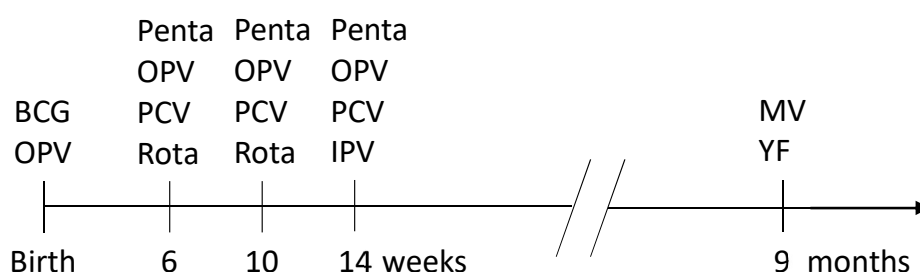 Penta Penta Penta
OPV OPV OPV
BCG PCV PCV PCV MV
OPV Rota Rota IPV YF
Birth 6 10 14 weeks 9 months